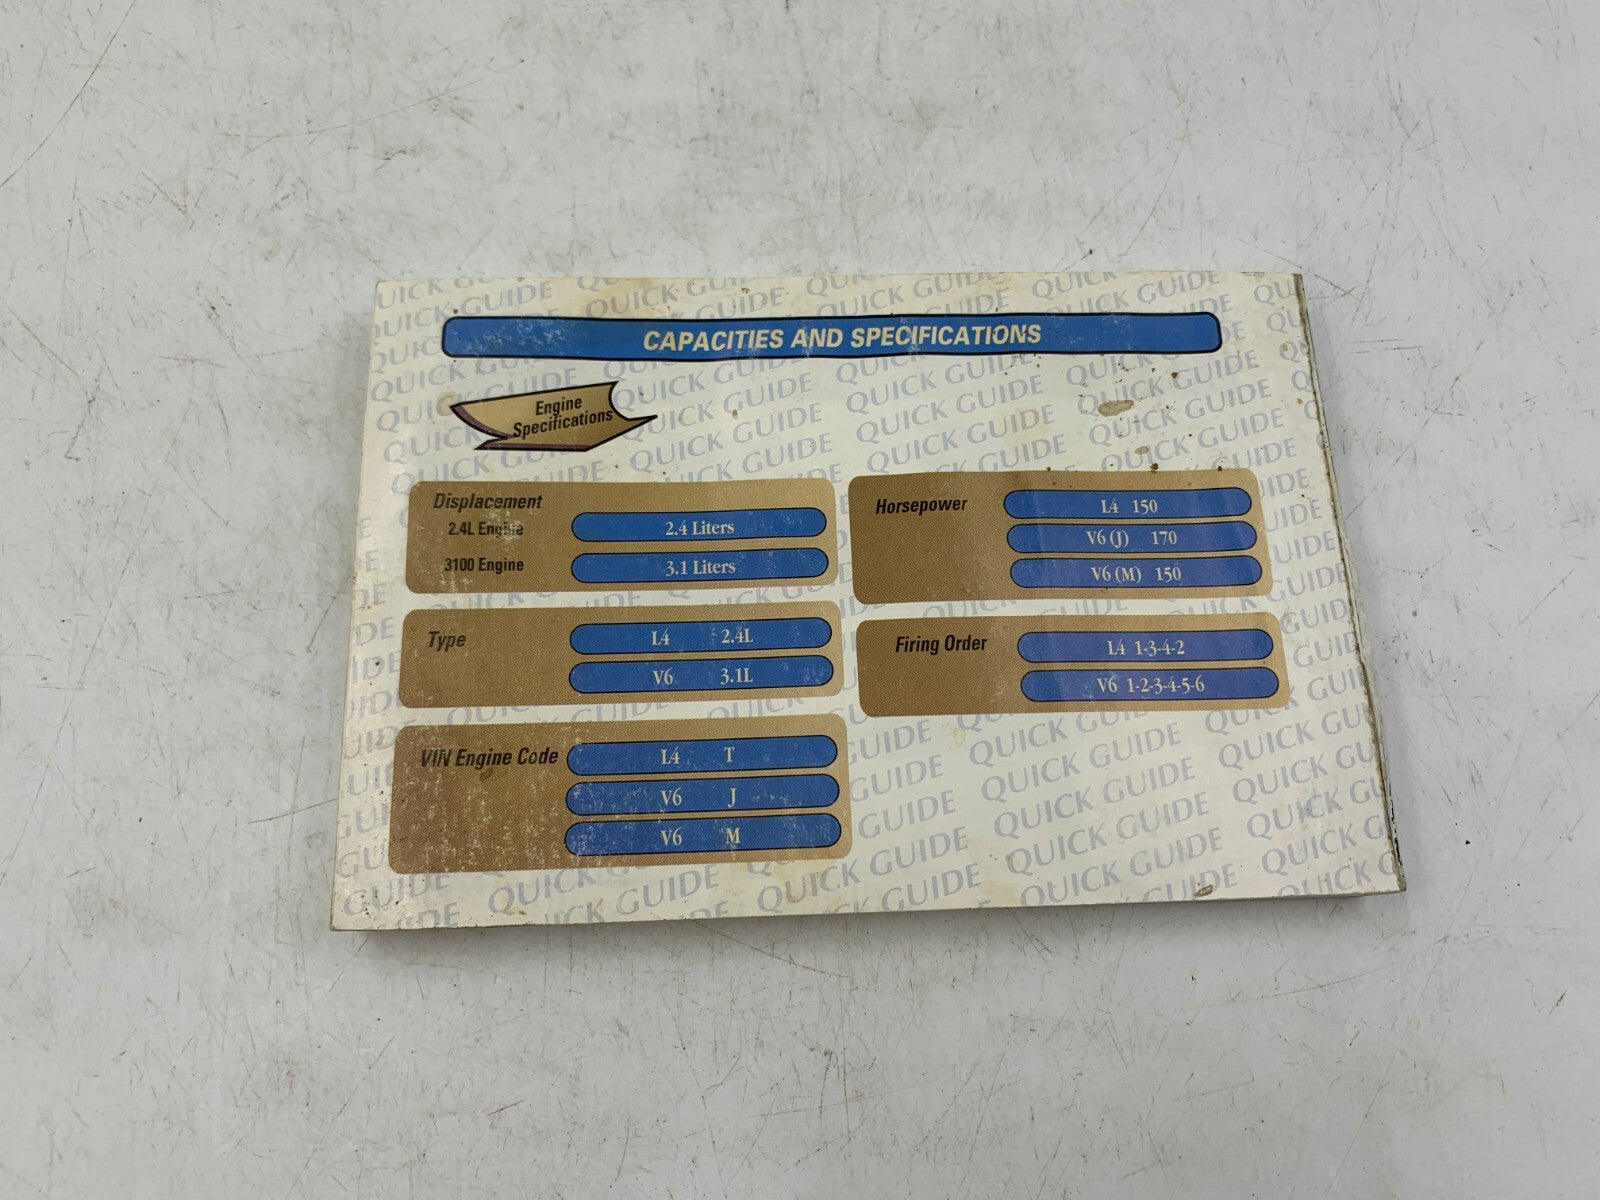 CAPACITIES AND SPECIFICATIONS
Engine
Specifications
Displacement
2.4L Engine 2.4 Liters
3100 Engine 3.1 Liters
Type L4 2.4L
V6 3.1L
VIN Engine Code L4 T
V6 J
V6 M
Horsepower L4 150
V6 (J) 170
V6 (M) 150
Firing Order L4 1-3-4-2
V6 1-2-3-4-5-6
QUICK GUIDE